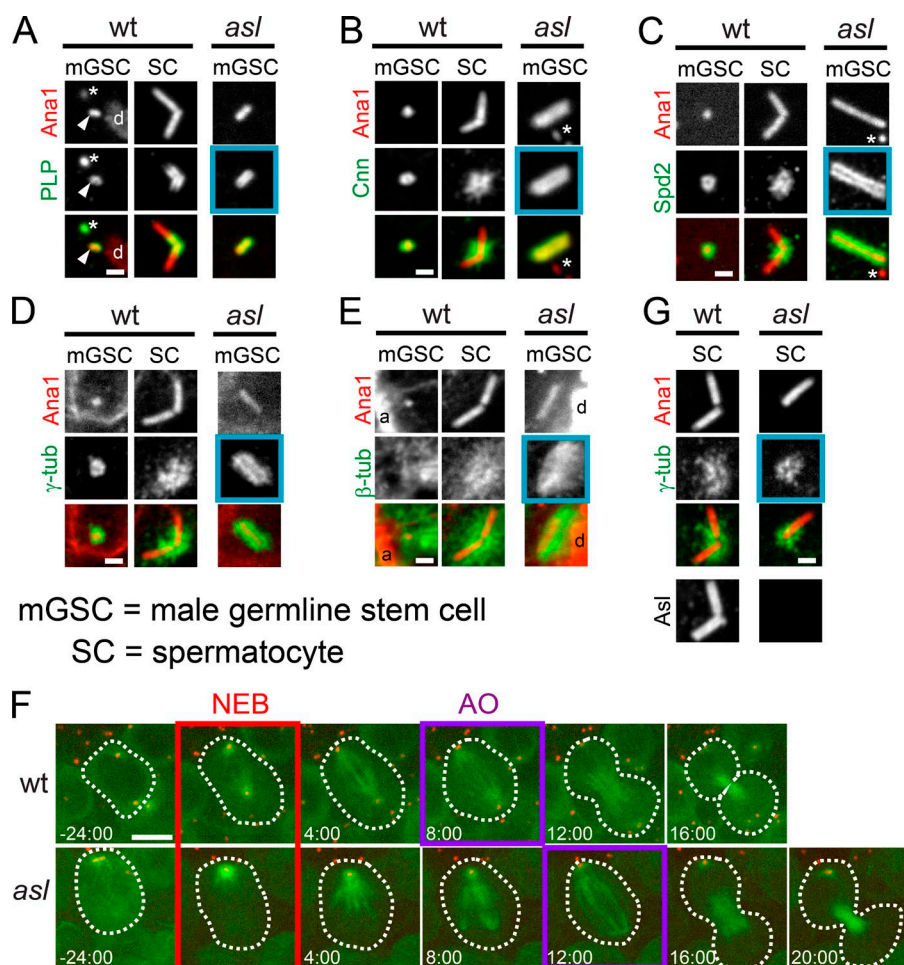 A wt asl
mGSC SC mGSC
Ana1 * d
PLP *
* d
B wt asl
mGSC SC mGSC
Ana1 *
Cnn
*
C wt asl
mGSC SC mGSC
Ana1 *
Spd2
*
D wt asl
mGSC SC mGSC
Ana1
γ-tub
E wt asl
mGSC SC mGSC
Ana1 a d
β-tub
a d
G wt asl
SC SC
Ana1
γ-tub
Asl
mGSC = male germline stem cell
SC = spermatocyte
F NEB AO
wt
-24:00 4:00 8:00 12:00 16:00
asl
-24:00 4:00 8:00 12:00 16:00 20:00